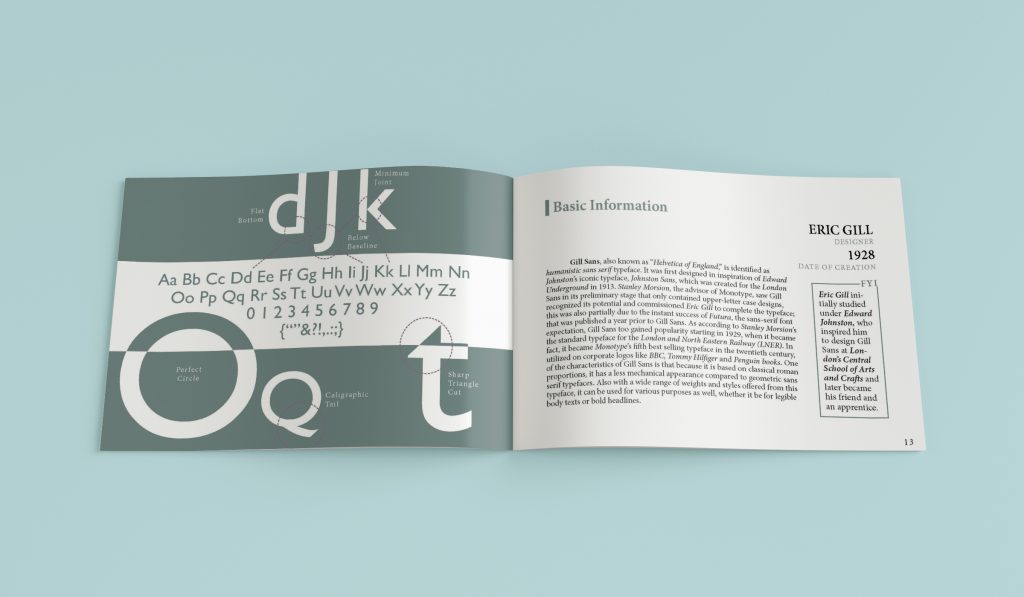 dJk
Minimum
Joint
Flat
Bottom
Below
Baseline
Aa Bb Cc Dd Ee Ff Gg Hh Ii Jj Kk Ll Mm Nn
Oo Pp Qq Rr Ss Tt Uu Vv Ww Xx Yy Zz
0 1 2 3 4 5 6 7 8 9
{“”&?!,.:;}
O
Perfect
Circle
Q
Caligraphic
Tail
t
Sharp
Triangle
Cut
Basic Information
Gill Sans, also known as “Helvetica of England,” is identified as
humanistic sans serif typeface. It was first designed in inspiration of Edward
Johnston’s iconic typeface, Johnston Sans, which was created for the London
Underground in 1913. Stanley Morsion, the advisor of Monotype, saw Gill
Sans in its preliminary stage that only contained upper-letter case designs,
recognized its potential and commissioned Eric Gill to complete the typeface;
this was also partially due to the instant success of Futura, the sans-serif font
that was published a year prior to Gill Sans. As according to Stanley Morsion’s
expectation, Gill Sans too gained popularity starting in 1929, when it became
the standard typeface for the London and North Eastern Railway (LNER). In
fact, it became Monotype’s fifth best selling typeface in the twentieth century,
utilized on corporate logos like BBC, Tommy Hilfiger and Penguin books. One
of the characteristics of Gill Sans is that because it is based on classical roman
proportions, it has a less mechanical appearance compared to geometric sans
serif typefaces. Also with a wide range of weights and styles offered from this
typeface, it can be used for various purposes as well, whether it be for legible
body texts or bold headlines.
ERIC GILL
DESIGNER
1928
DATE OF CREATION
FYI
Eric Gill ini-
tially studied
under Edward
Johnston, who
inspired him
to design Gill
Sans at Lon-
don’s Central
School of Arts
and Crafts and
later became
his friend and
an apprentice.
13